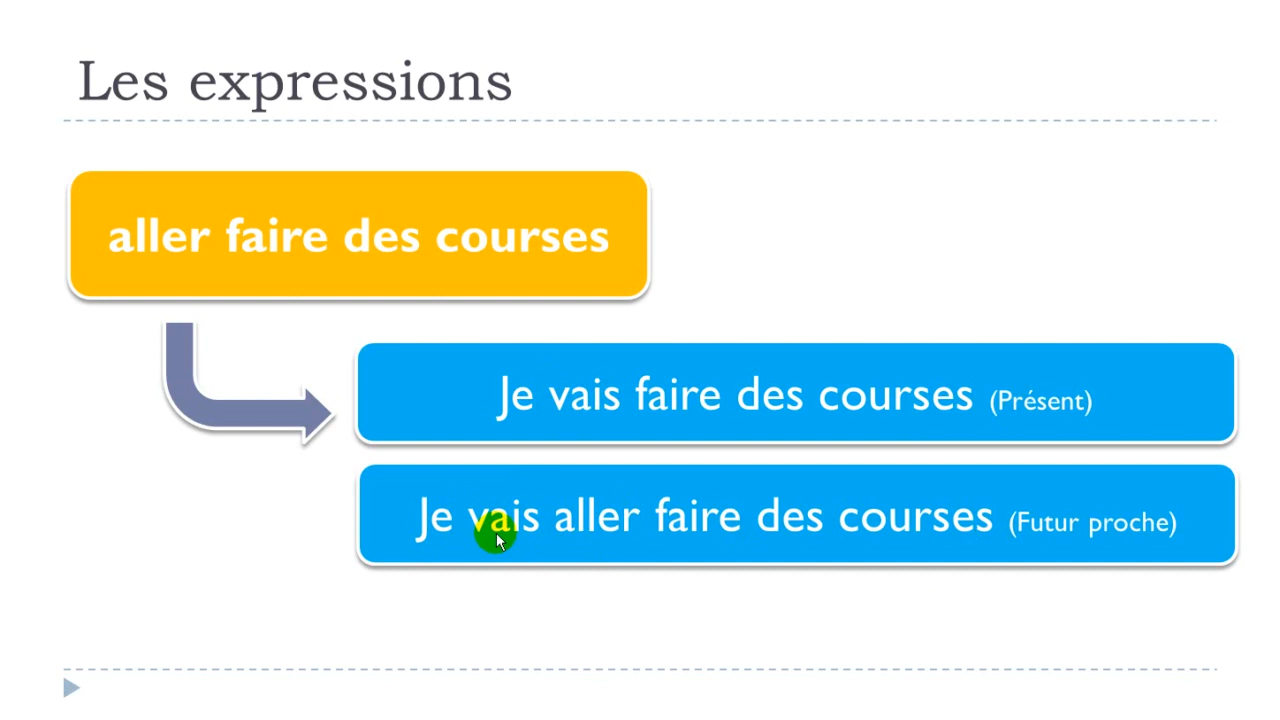 Les expressions
aller faire des courses
Je vais faire des courses (Présent)
Je vais aller faire des courses (Futur proche)